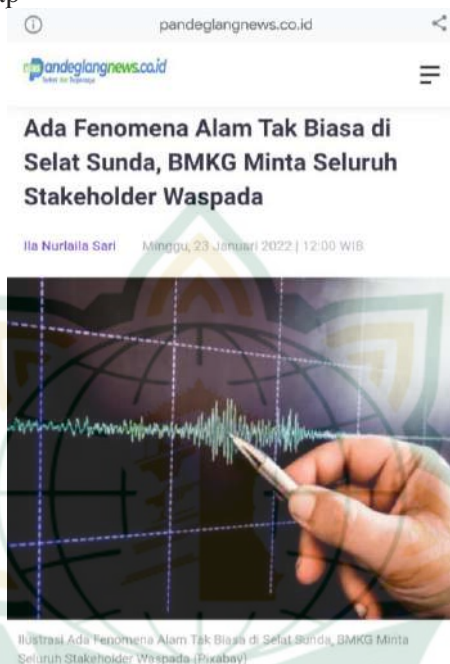 pandeglangnews.co.id
pandeglangnews.co.id
Ada Fenomena Alam Tak Biasa di
Selat Sunda, BMKG Minta Seluruh
Stakeholder Waspada
Ila Nurlaila Sari Minggu, 23 Januari 2022 | 12:00 WIB
Ilustrasi Ada Fenomena Alam Tak Biasa di Selat Sunda, BMKG Minta
Seluruh Stakeholder Waspada (Pixabay)